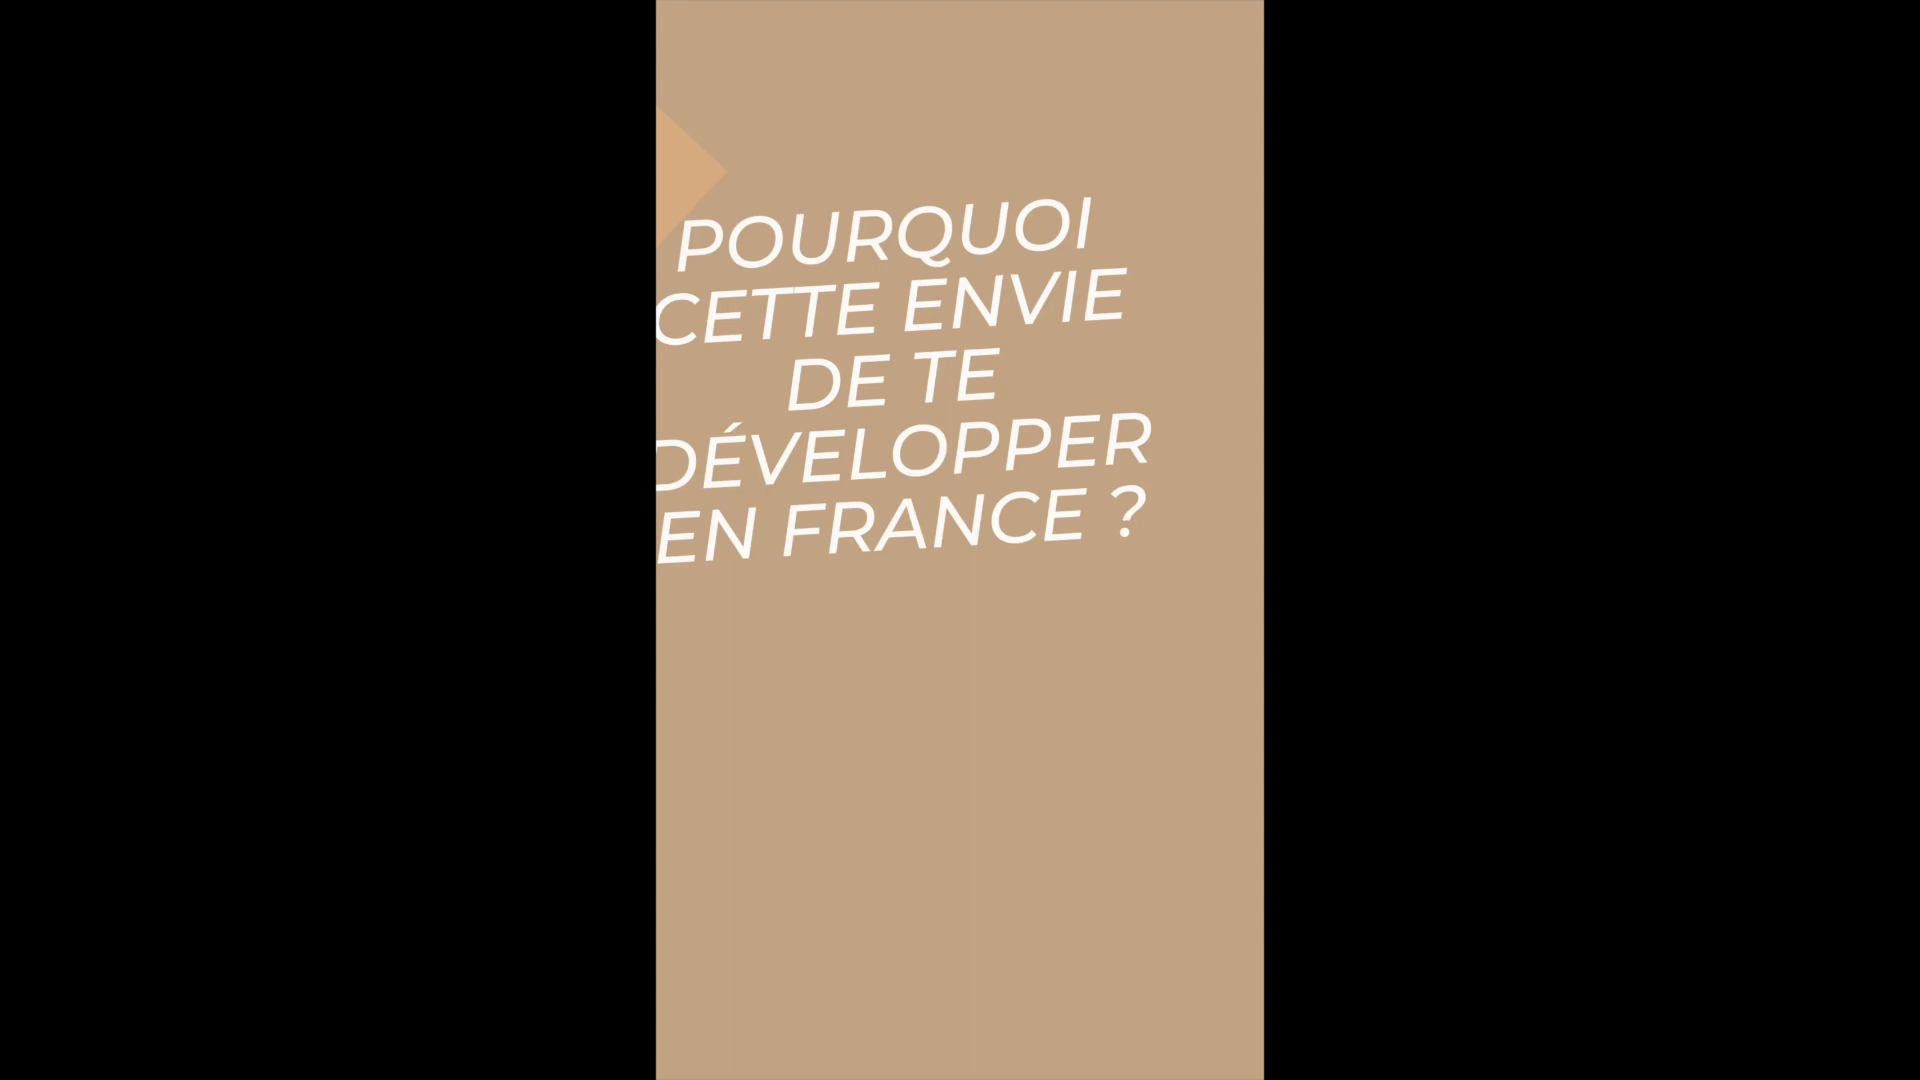 POURQUOI
CETTE ENVIE
DE TE
DÉVELOPPER
EN FRANCE ?